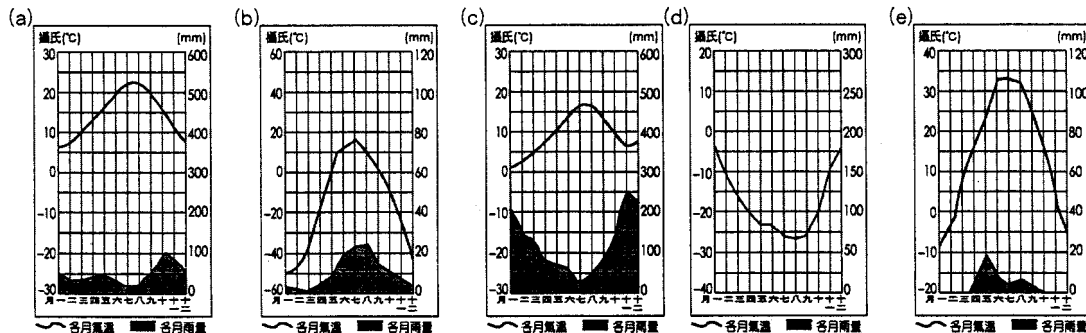 (a)
攝氏(°C) (mm)
30 600
20 500
10 400
0 300
-10 200
-20 100
-30 0
月 一 二 三 四 五 六 七 八 九 十 十一 十二
各月氣溫 各月雨量
(b)
攝氏(°C) (mm)
60 120
40 100
20 80
0 60
-20 40
-40 20
-60 0
月 一 二 三 四 五 六 七 八 九 十 十一 十二
各月氣溫 各月雨量
(c)
攝氏(°C) (mm)
30 600
20 500
10 400
0 300
-10 200
-20 100
-30 0
月 一 二 三 四 五 六 七 八 九 十 十一 十二
各月氣溫 各月雨量
(d)
攝氏(°C) (mm)
20 300
10 250
0 200
-10 150
-20 100
-30 50
-40 0
月 一 二 三 四 五 六 七 八 九 十 十一 十二
各月氣溫 各月雨量
(e)
攝氏(°C) (mm)
40 120
30 100
20 80
10 60
0 40
-10 20
-20 0
月 一 二 三 四 五 六 七 八 九 十 十一 十二
各月氣溫 各月雨量